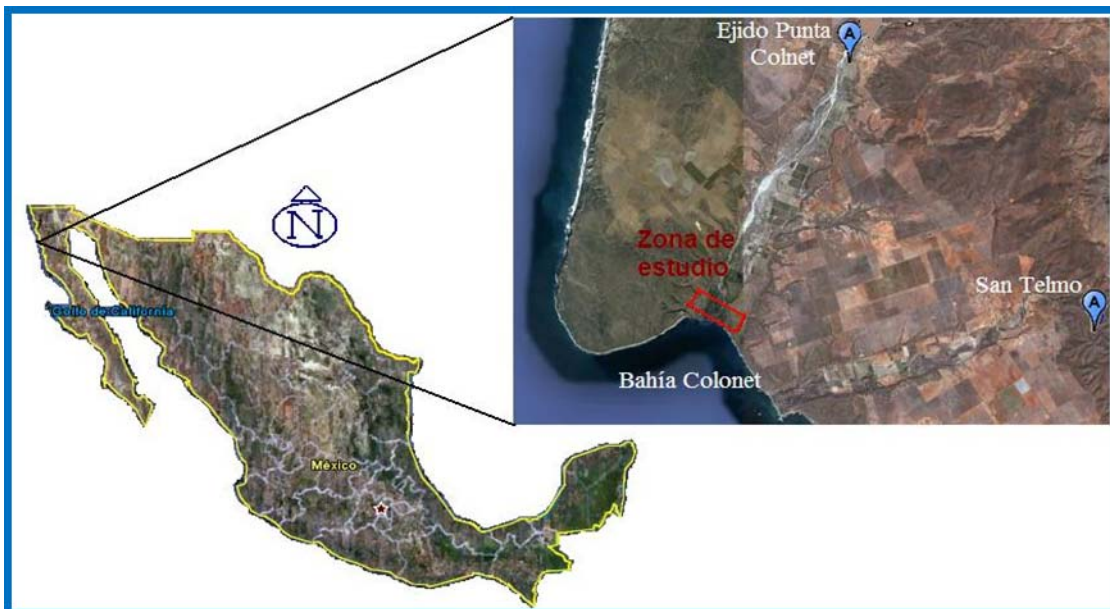 Ejido Punta
Colnet
A
Zona de
estudio
San Telmo
A
Bahía Colonet
N
Golfo de California
México